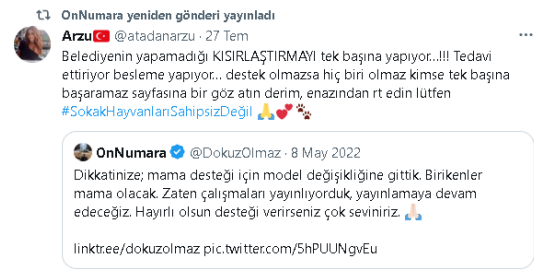 OnNumara yeniden gönderi yayınladı
Arzu🇹🇷 @atadanarzu · 27 Tem
Belediyenin yapamadığı KISIRLAŞTIRMAYI tek başına yapıyor...!!! Tedavi
ettiriyor besleme yapıyor... destek olmazsa hiç biri olmaz kimse tek başına
başaramaz sayfasına bir göz atın derim, enazından rt edin lütfen
#SokakHayvanlarıSahipsizDeğil 🙏💕🐾
OnNumara @DokuzOlmaz · 8 May 2022
Dikkatinize; mama desteği için model değişikliğine gittik. Birikenler
mama olacak. Zaten çalışmaları yayınlıyorduk, yayınlamaya devam
edeceğiz. Hayırlı olsun desteği verirseniz çok seviniriz. 🙏🏻
linktr.ee/dokuzolmaz pic.twitter.com/5hPUUNgvEu